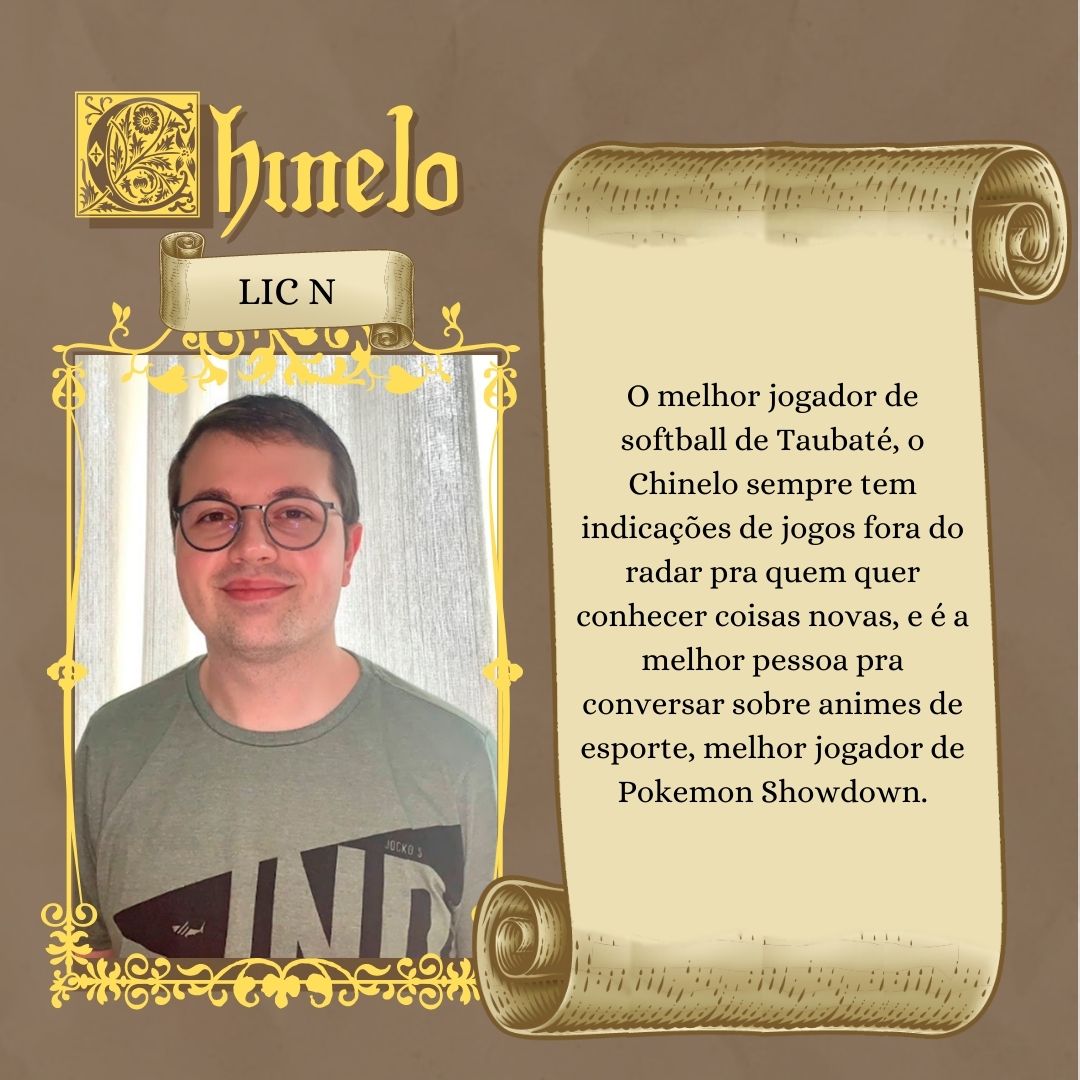 Chinelo
LIC N
O melhor jogador de
softball de Taubaté, o
Chinelo sempre tem
indicações de jogos fora do
radar pra quem quer
conhecer coisas novas, e é a
melhor pessoa pra
conversar sobre animes de
esporte, melhor jogador de
Pokemon Showdown.
JOCKO S
IND